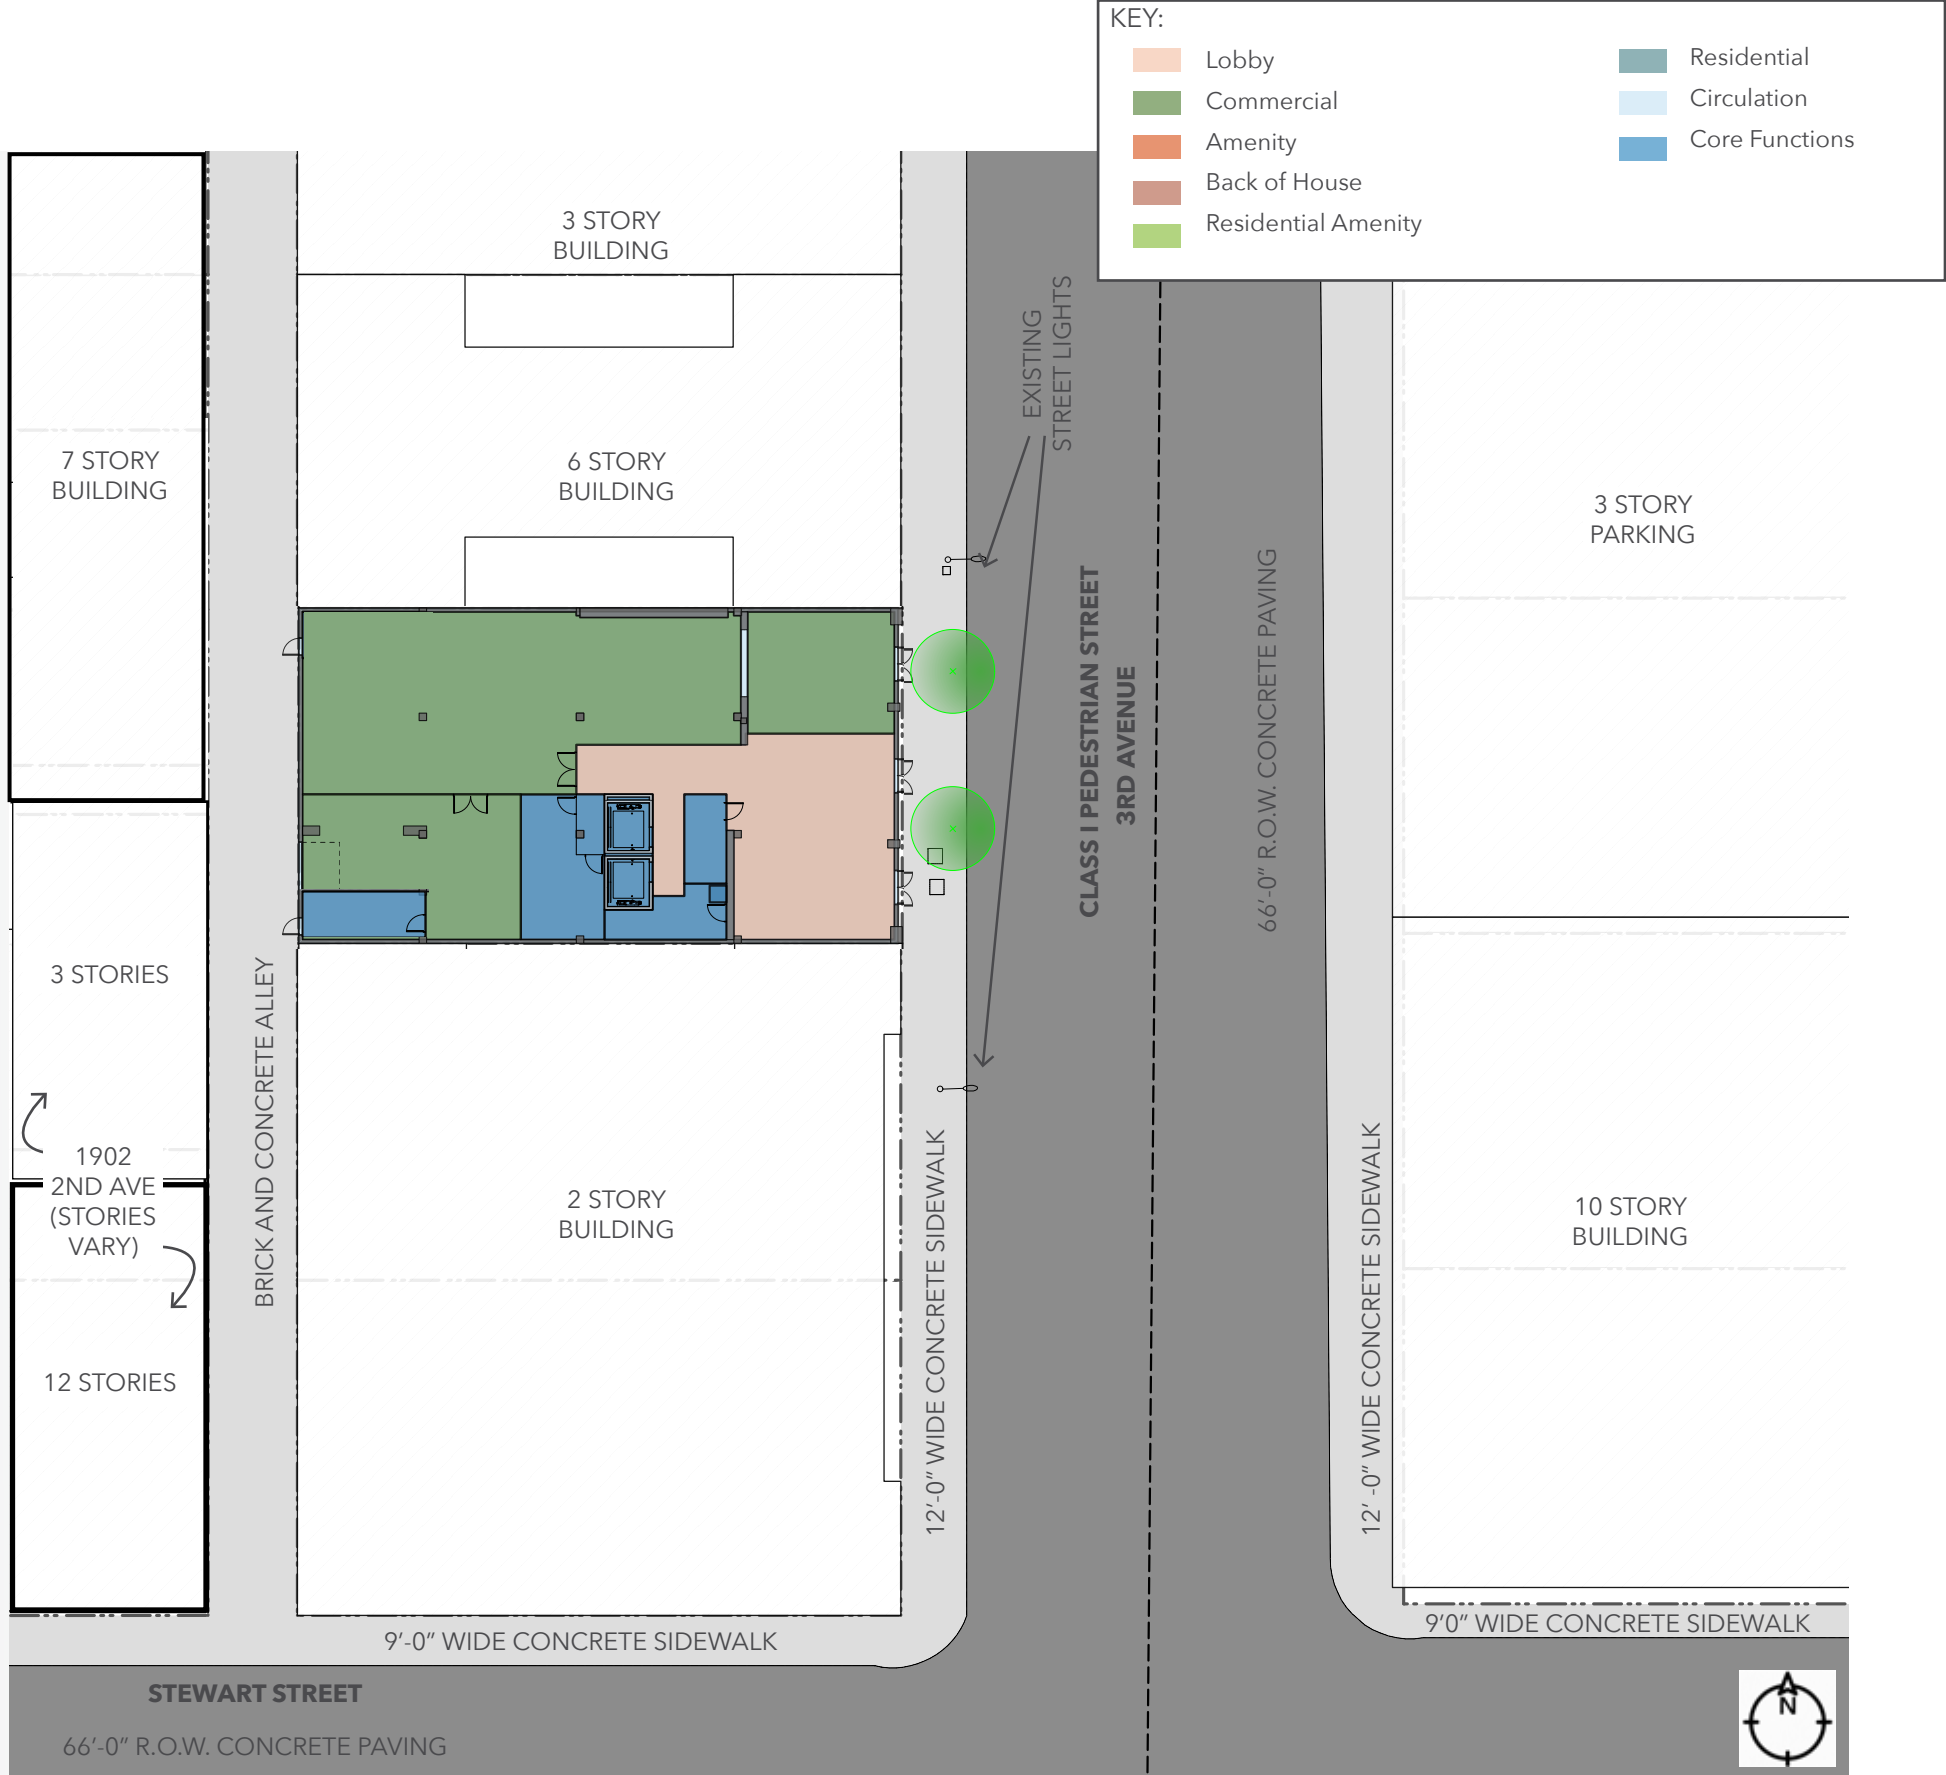 KEY:
Lobby
Commercial
Amenity
Back of House
Residential Amenity
Residential
Circulation
Core Functions
3 STORY
BUILDING
EXISTING
STREET LIGHTS
7 STORY
BUILDING
6 STORY
BUILDING
3 STORY
PARKING
CLASS I PEDESTRIAN STREET
3RD AVENUE
66'-0" R.O.W. CONCRETE PAVING
3 STORIES
BRICK AND CONCRETE ALLEY
1902
2ND AVE
(STORIES
VARY)
2 STORY
BUILDING
12'-0" WIDE CONCRETE SIDEWALK
12' -0" WIDE CONCRETE SIDEWALK
10 STORY
BUILDING
12 STORIES
9'-0" WIDE CONCRETE SIDEWALK
9'0" WIDE CONCRETE SIDEWALK
STEWART STREET
66'-0" R.O.W. CONCRETE PAVING
N